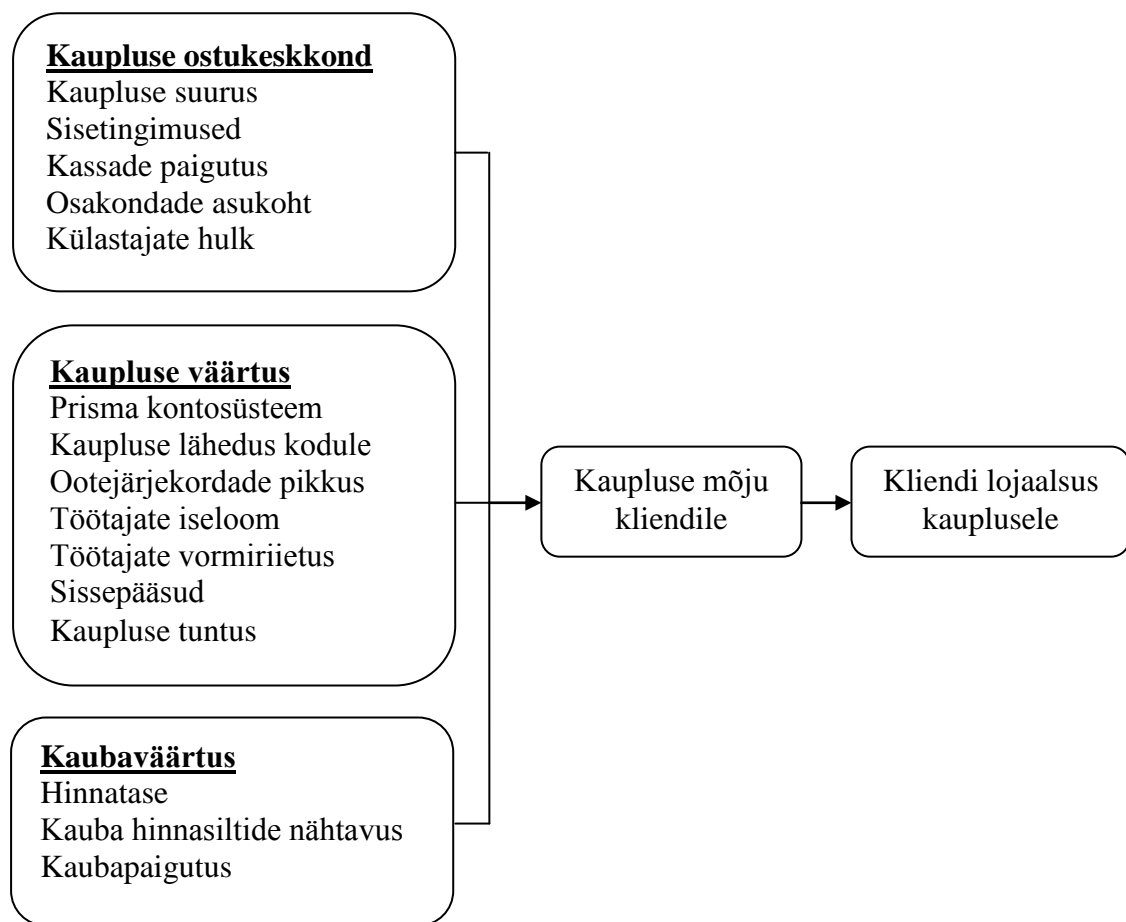 Kaupluse ostukeskkond
Kaupluse suurus
Sisetingimused
Kassade paigutus
Osakondade asukoht
Külastajate hulk
Kaupluse väärtus
Prisma kontosüsteem
Kaupluse lähedus kodule
Ootejärjekordade pikkus
Töötajate iseloom
Töötajate vormiriietus
Sissepääsud
Kaupluse tuntus
Kaubaväärtus
Hinnatase
Kauba hinnasiltide nähtavus
Kaubapaigutus
Kaupluse mõju
kliendile
Kliendi lojaalsus
kauplusele